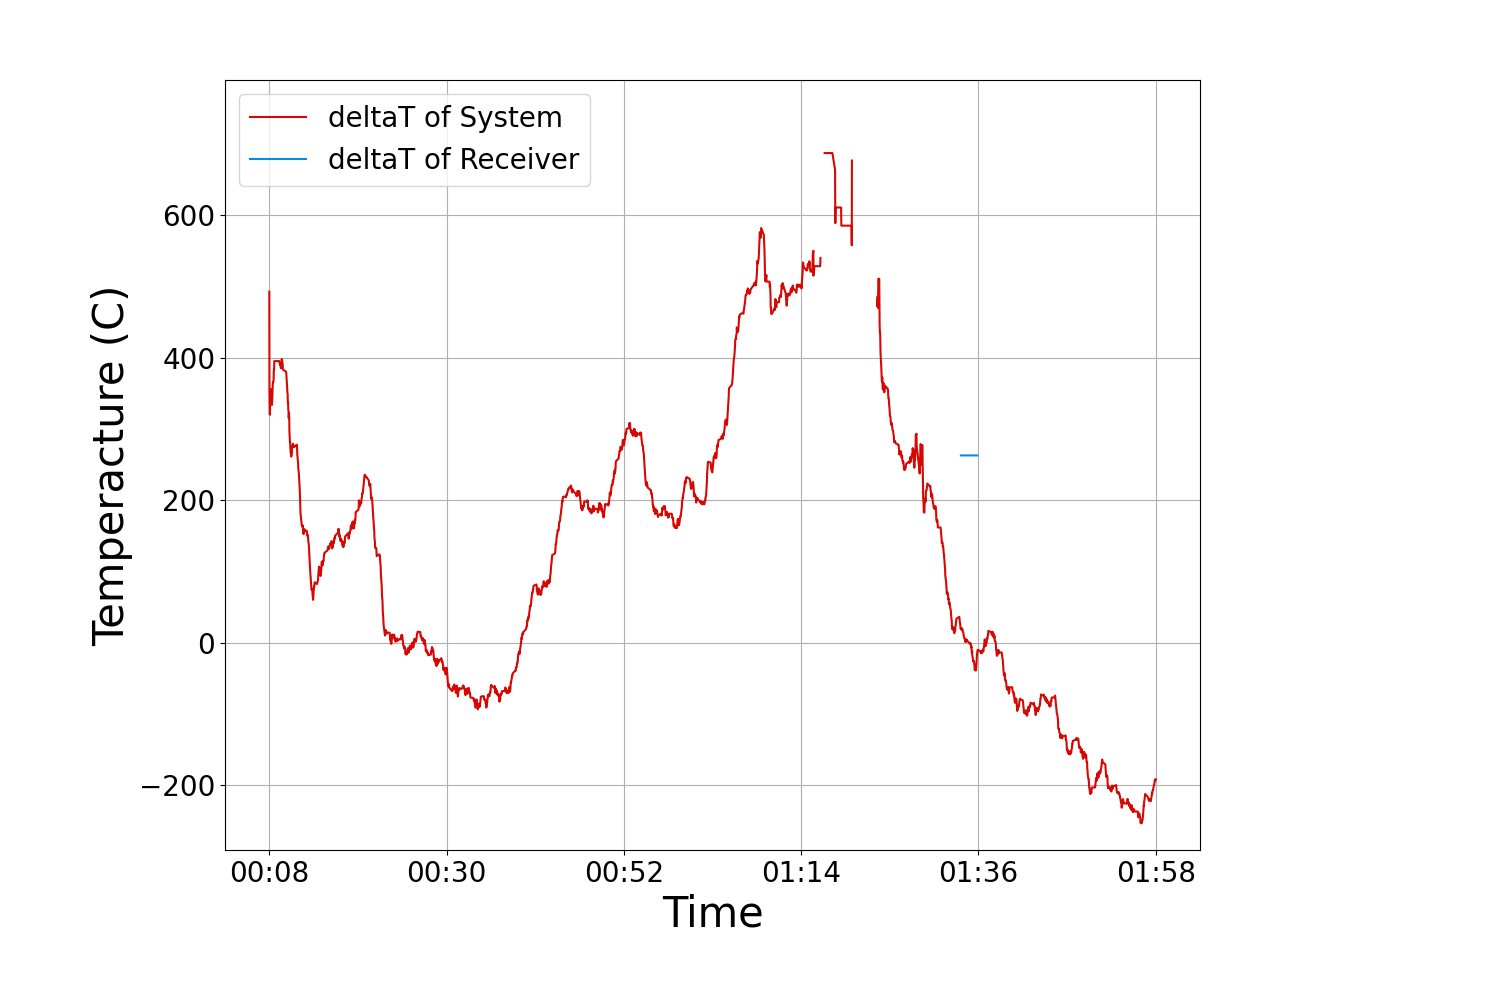 deltaT of System
deltaT of Receiver
600
400
200
0
−200
Temperacture (C)
00:08 00:30 00:52 01:14 01:36 01:58
Time